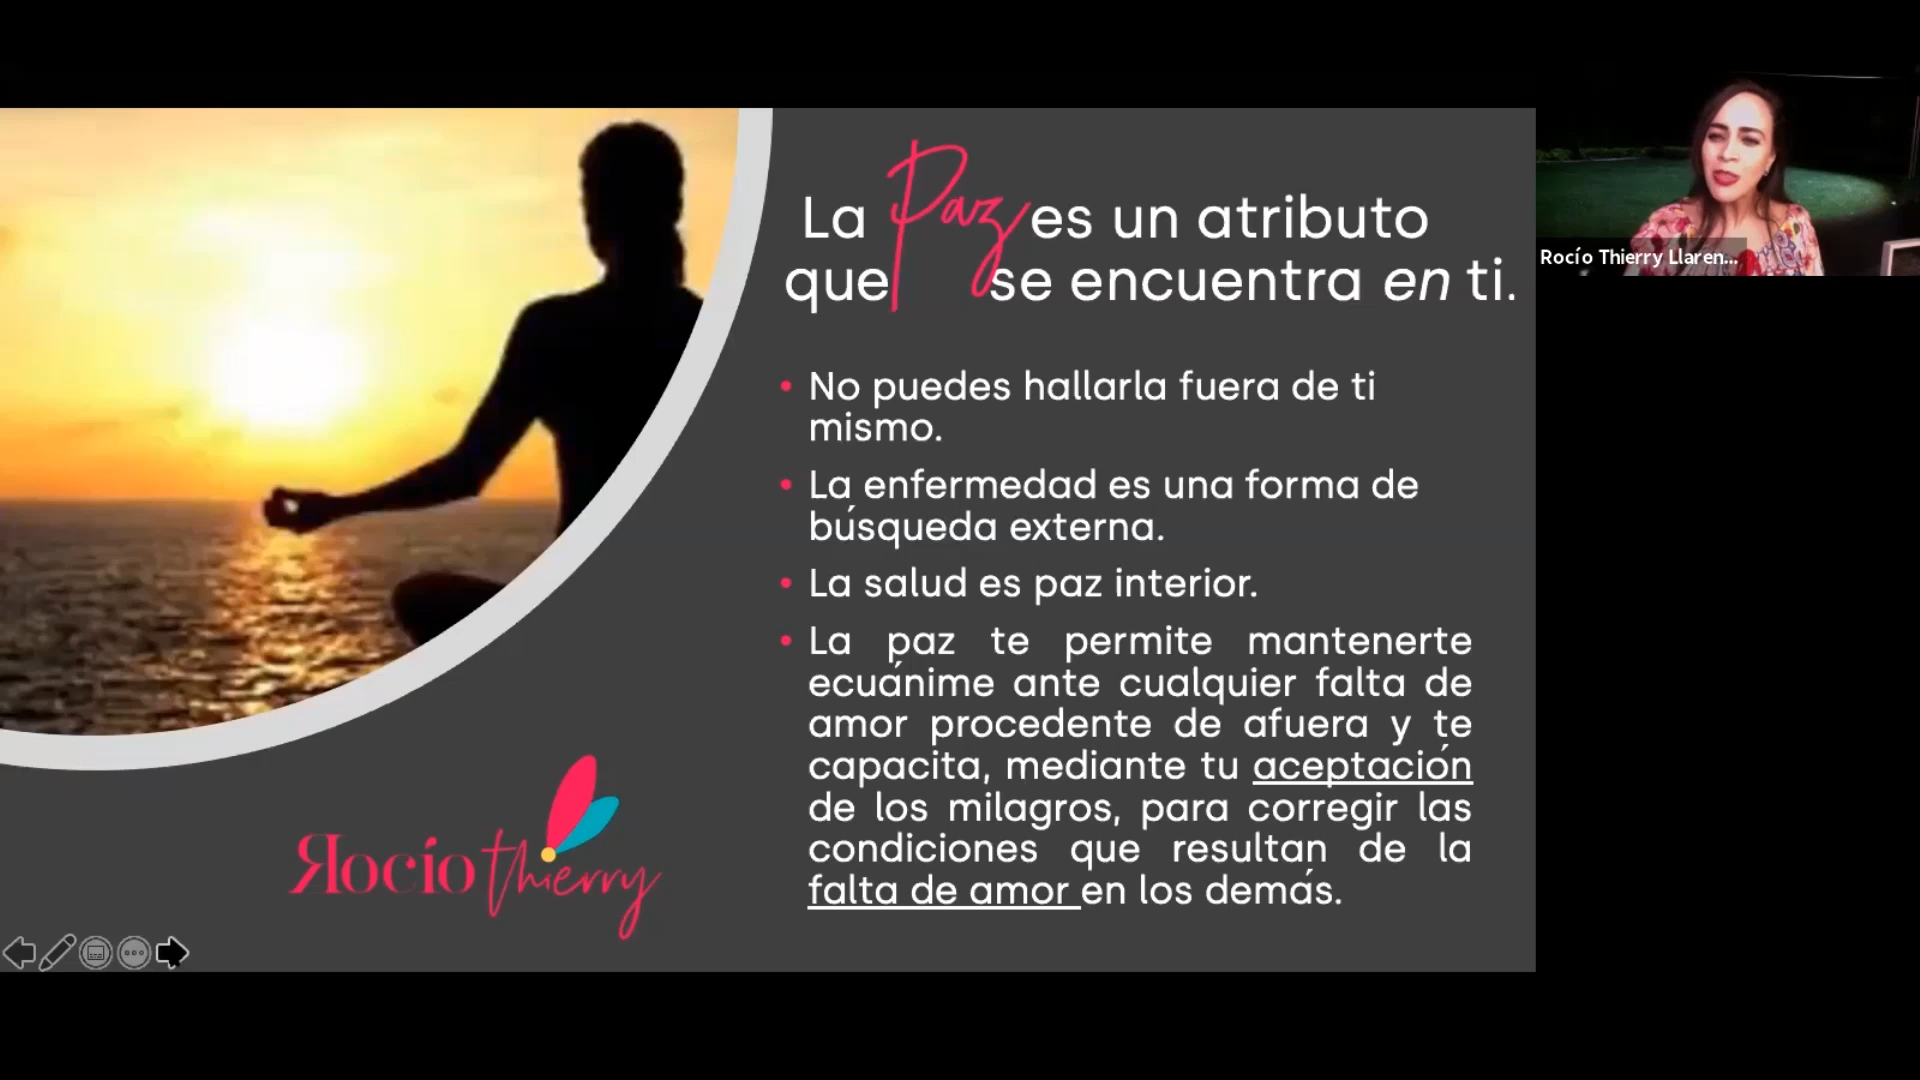 La Paz es un atributo
que se encuentra en ti.
• No puedes hallarla fuera de ti
mismo.
• La enfermedad es una forma de
búsqueda externa.
• La salud es paz interior.
• La paz te permite mantenerte
ecuánime ante cualquier falta de
amor procedente de afuera y te
capacita, mediante tu aceptación
de los milagros, para corregir las
condiciones que resultan de la
falta de amor en los demás.
Rocío thierry
Rocío Thierry Llaren...